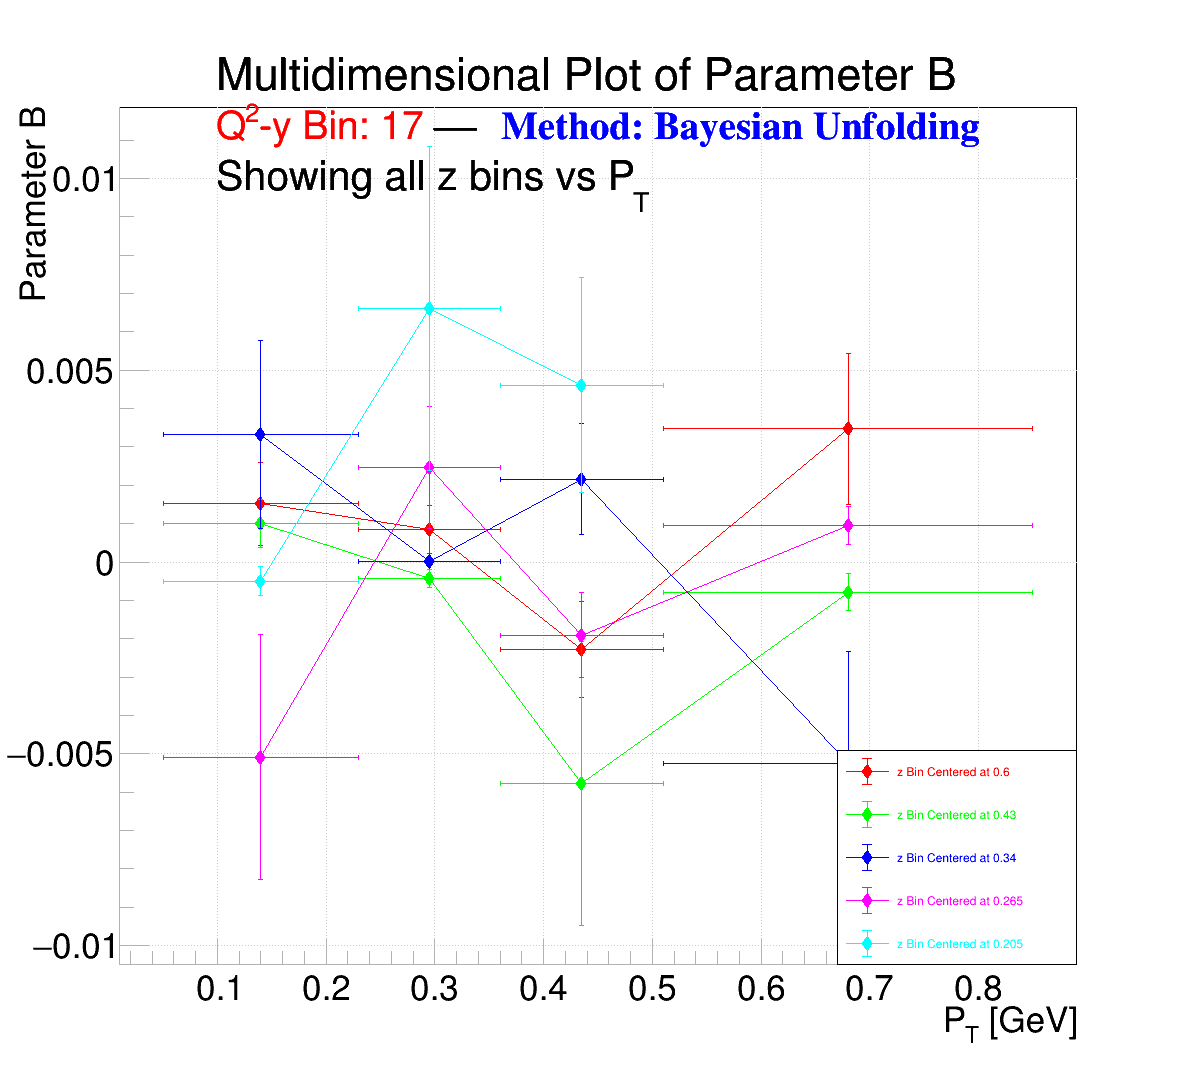 Multidimensional Plot of Parameter B
Q²-y Bin: 17 — Method: Bayesian Unfolding
Showing all z bins vs P_T
Parameter B
0.01
0.005
0
−0.005
−0.01
z Bin Centered at 0.6
z Bin Centered at 0.43
z Bin Centered at 0.34
z Bin Centered at 0.265
z Bin Centered at 0.205
0.1 0.2 0.3 0.4 0.5 0.6 0.7 0.8
P_T [GeV]